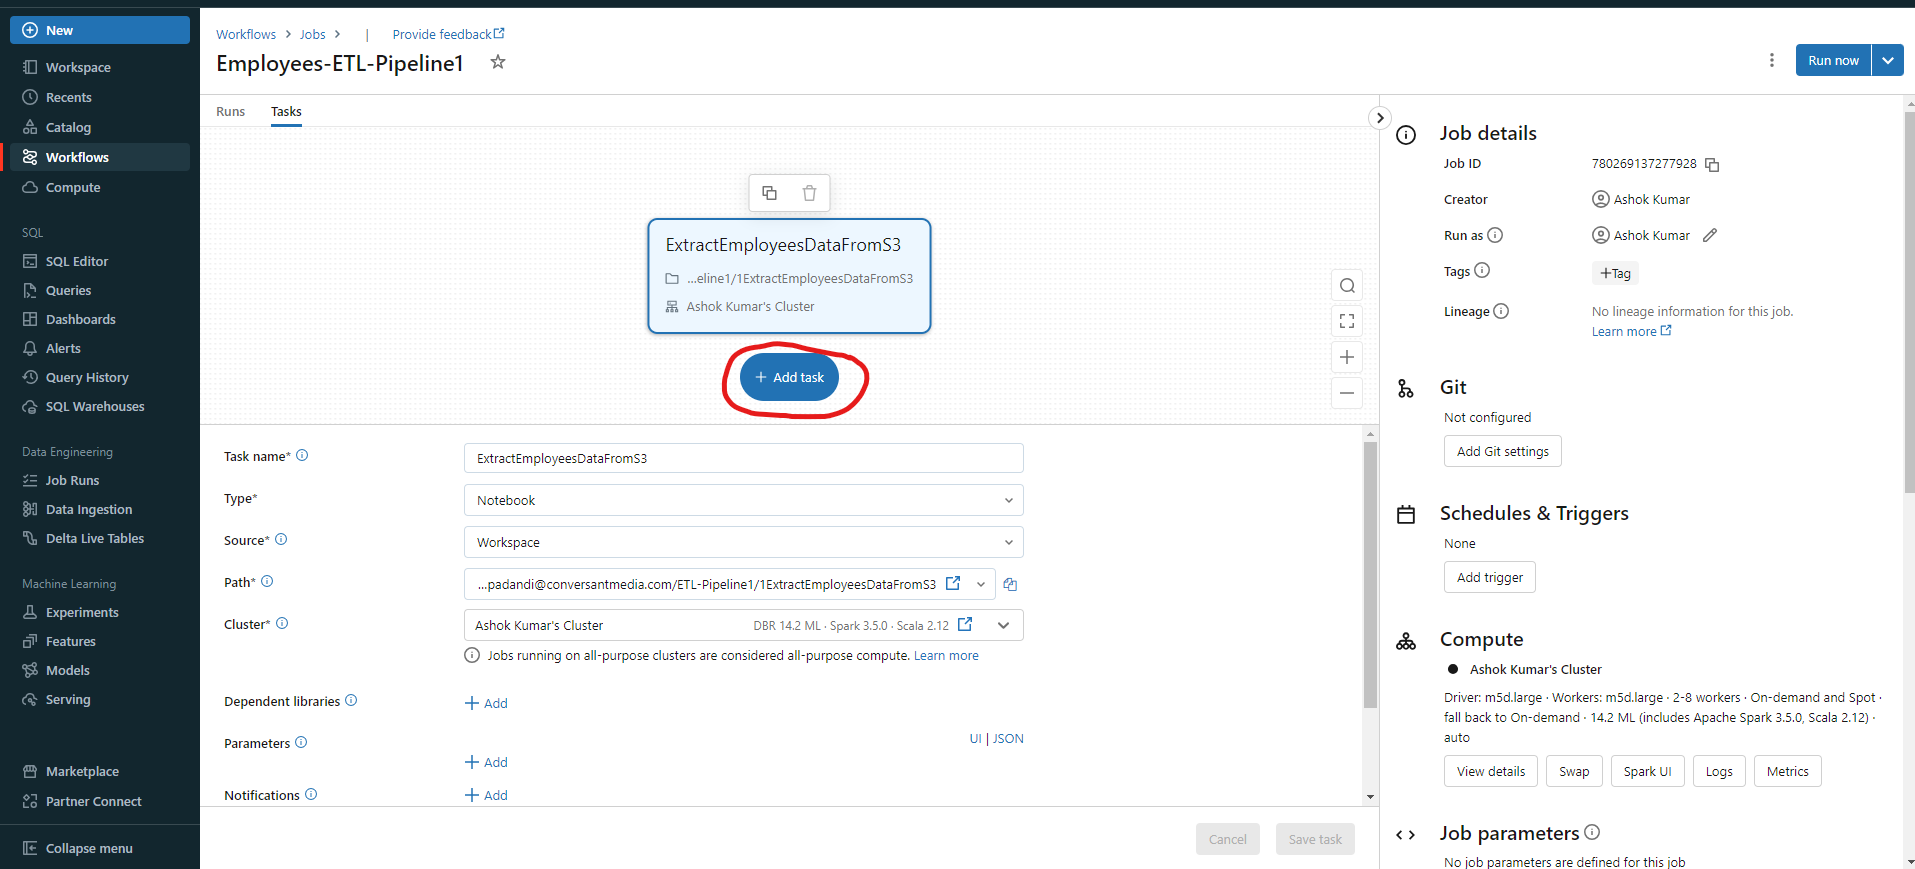 New
Workspace
Recents
Catalog
Workflows
Compute
SQL
SQL Editor
Queries
Dashboards
Alerts
Query History
SQL Warehouses
Data Engineering
Job Runs
Data Ingestion
Delta Live Tables
Machine Learning
Experiments
Features
Models
Serving
Marketplace
Partner Connect
Collapse menu
Workflows > Jobs > | Provide feedback
Employees-ETL-Pipeline1
Run now
Runs Tasks
ExtractEmployeesDataFromS3
...eline1/1ExtractEmployeesDataFromS3
Ashok Kumar's Cluster
+ Add task
Task name* ExtractEmployeesDataFromS3
Type* Notebook
Source* Workspace
Path* ...padandi@conversantmedia.com/ETL-Pipeline1/1ExtractEmployeesDataFromS3
Cluster* Ashok Kumar's Cluster DBR 14.2 ML · Spark 3.5.0 · Scala 2.12
Jobs running on all-purpose clusters are considered all-purpose compute. Learn more
Dependent libraries + Add
Parameters UI | JSON
+ Add
Notifications + Add
Cancel Save task
Job details
Job ID 780269137277928
Creator Ashok Kumar
Run as Ashok Kumar
Tags +Tag
Lineage No lineage information for this job.
Learn more
Git
Not configured
Add Git settings
Schedules & Triggers
None
Add trigger
Compute
Ashok Kumar's Cluster
Driver: m5d.large · Workers: m5d.large · 2-8 workers · On-demand and Spot ·
fall back to On-demand · 14.2 ML (includes Apache Spark 3.5.0, Scala 2.12) ·
auto
View details Swap Spark UI Logs Metrics
Job parameters
No job parameters are defined for this job